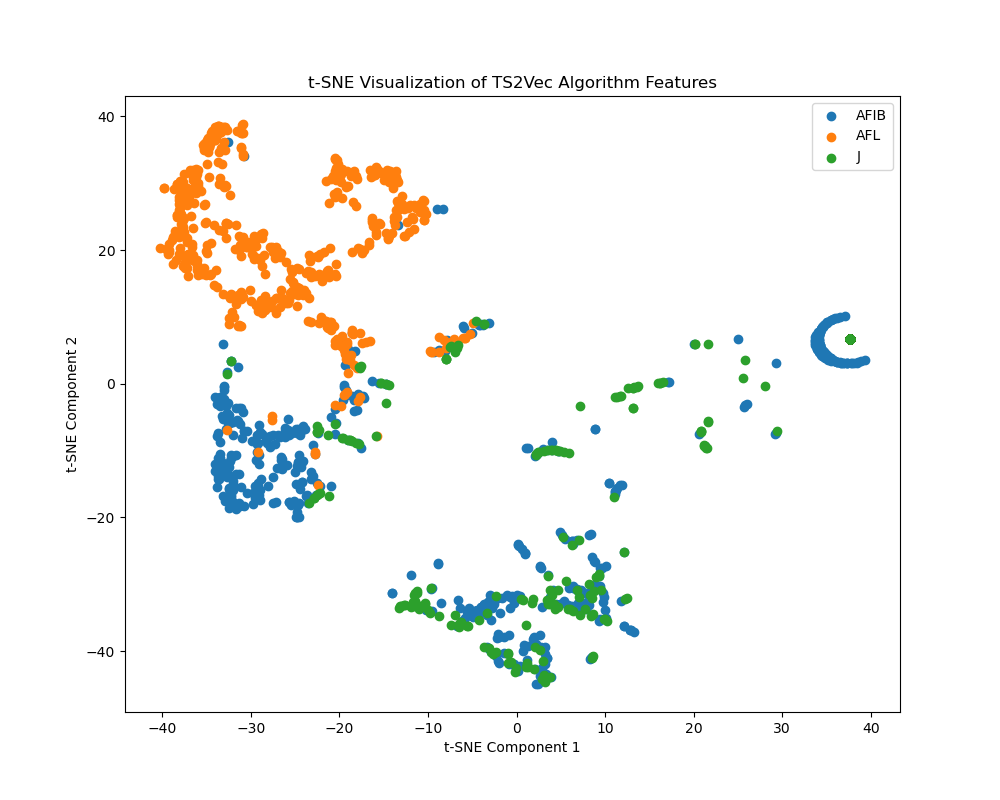 t-SNE Visualization of TS2Vec Algorithm Features
AFIB
AFL
J
40
20
0
−20
−40
t-SNE Component 2
−40 −30 −20 −10 0 10 20 30 40
t-SNE Component 1